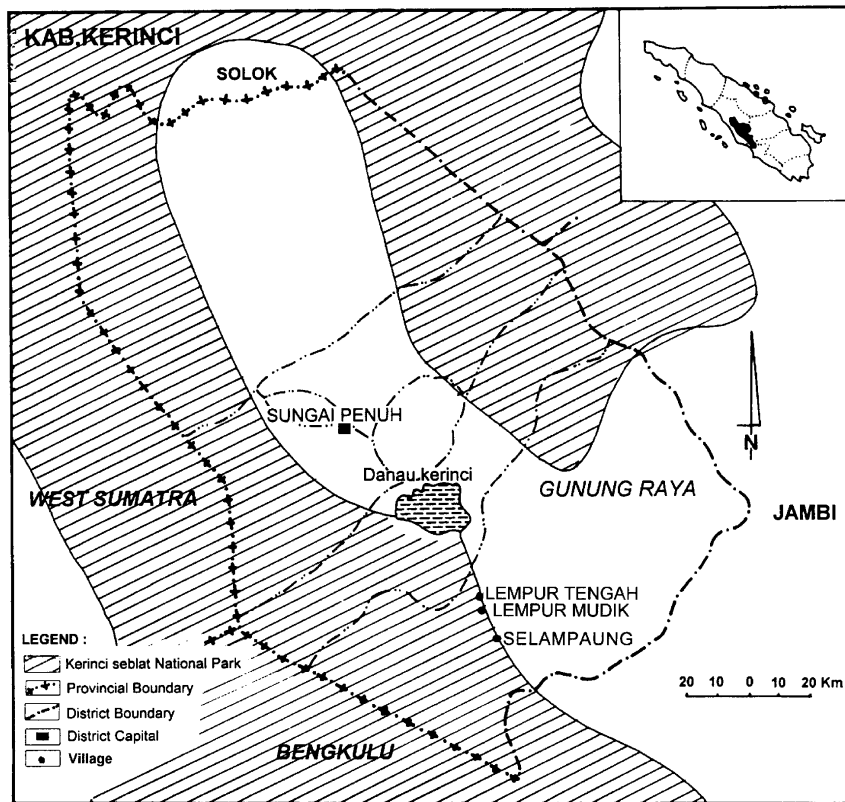 KAB.KERINCI
SOLOK
SUNGAI PENUH
Danau kerinci
N
WEST SUMATRA
GUNUNG RAYA
JAMBI
LEMPUR TENGAH
LEMPUR MUDIK
SELAMPAUNG
LEGEND :
Kerinci seblat National Park
Provincial Boundary
District Boundary
District Capital
Village
20 10 0 10 20 Km
BENGKULU